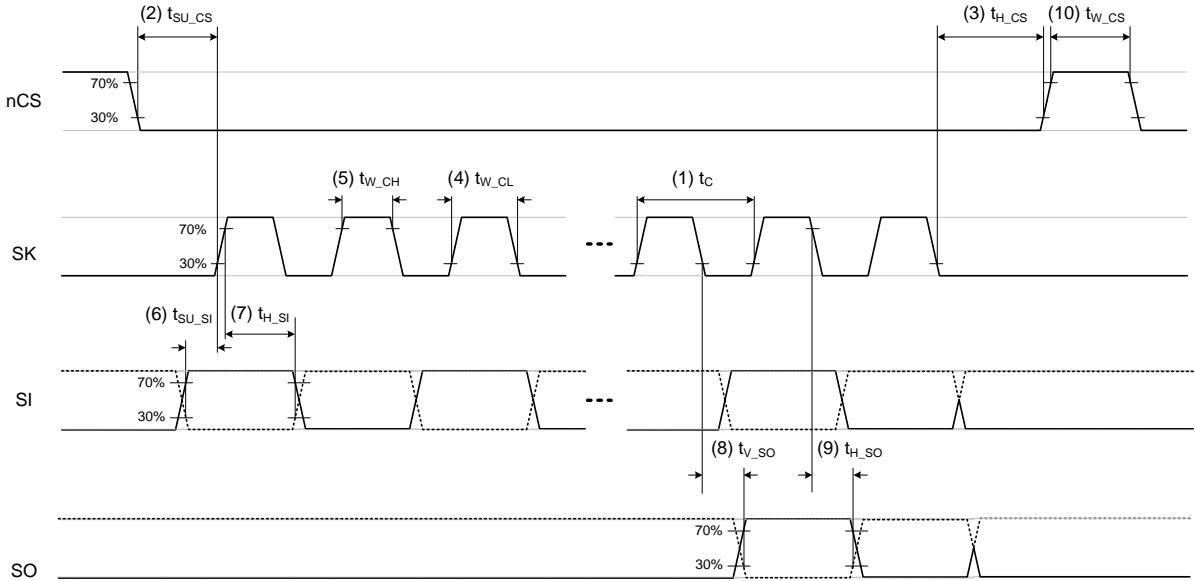 (2) tSU_CS
(3) tH_CS
(10) tW_CS
nCS
70%
30%
(5) tW_CH
(4) tW_CL
(1) tC
SK
70%
30%
(6) tSU_SI
(7) tH_SI
SI
70%
30%
(8) tV_SO
(9) tH_SO
SO
70%
30%